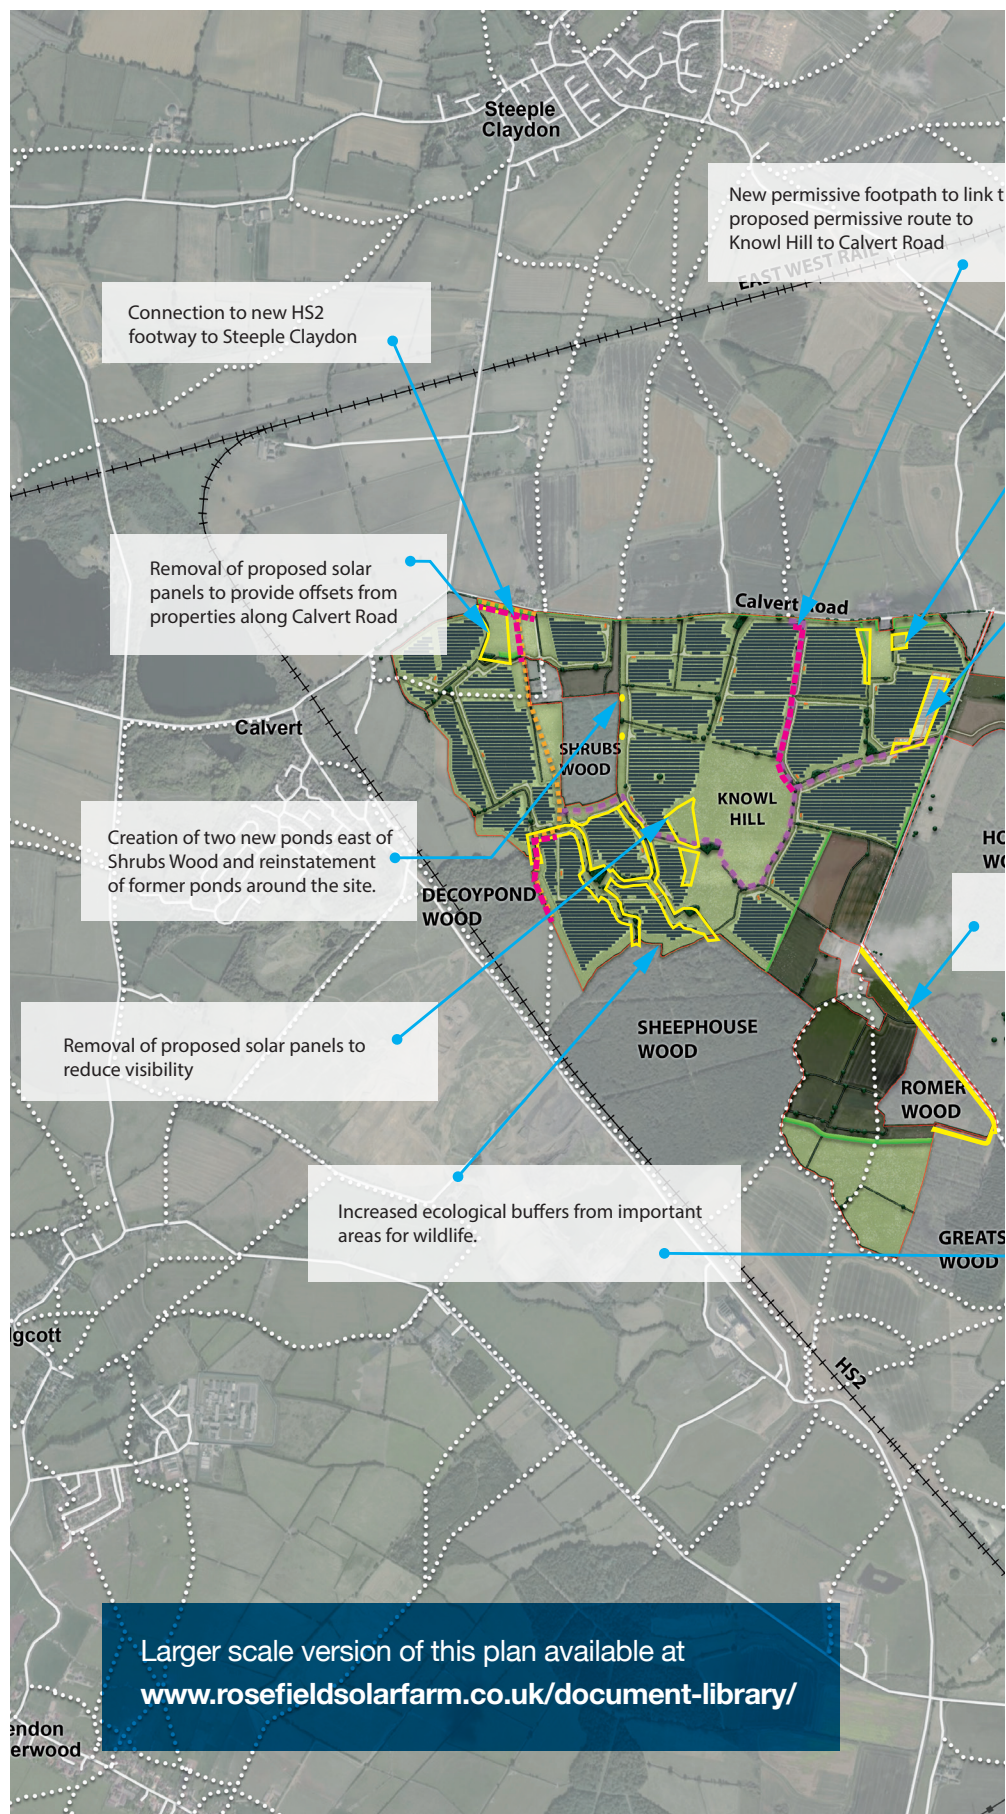 Steeple
Claydon
New permissive footpath to link t
proposed permissive route to
Knowl Hill to Calvert Road
EAST WEST RAIL
Connection to new HS2
footway to Steeple Claydon
Removal of proposed solar
panels to provide offsets from
properties along Calvert Road
Calvert Road
Calvert
SHRUBS
WOOD
KNOWL
HILL
Creation of two new ponds east of
Shrubs Wood and reinstatement
of former ponds around the site.
HO
WO
DECOYPOND
WOOD
Removal of proposed solar panels to
reduce visibility
SHEEPHOUSE
WOOD
ROMER
WOOD
Increased ecological buffers from important
areas for wildlife.
GREATS
WOOD
lgcott
HS2
Larger scale version of this plan available at
www.rosefieldsolarfarm.co.uk/document-library/
endon
erwood